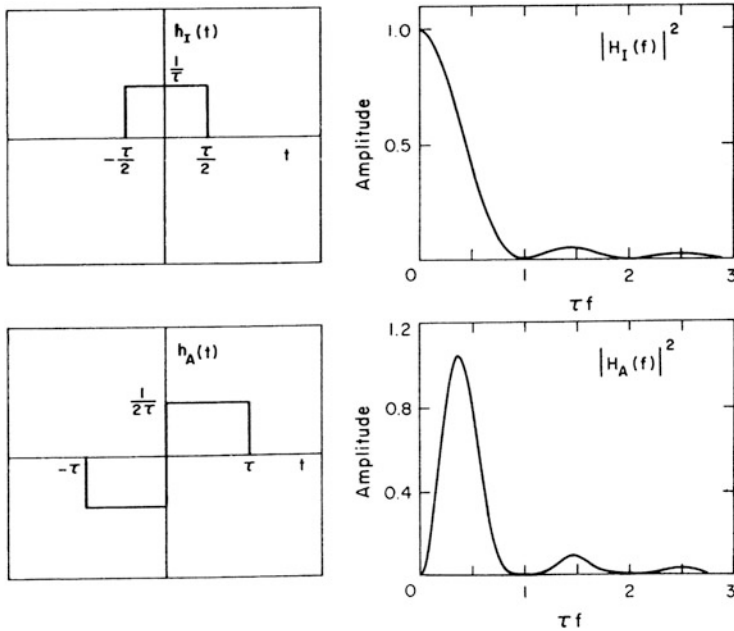 h_I(t)
1/τ
-τ/2
τ/2
t
|H_I(f)|²
Amplitude
1.0
0.5
0
1
2
3
τf
h_A(t)
1/2τ
-τ
τ
t
|H_A(f)|²
Amplitude
1.2
0.8
0.4
0
1
2
3
τf